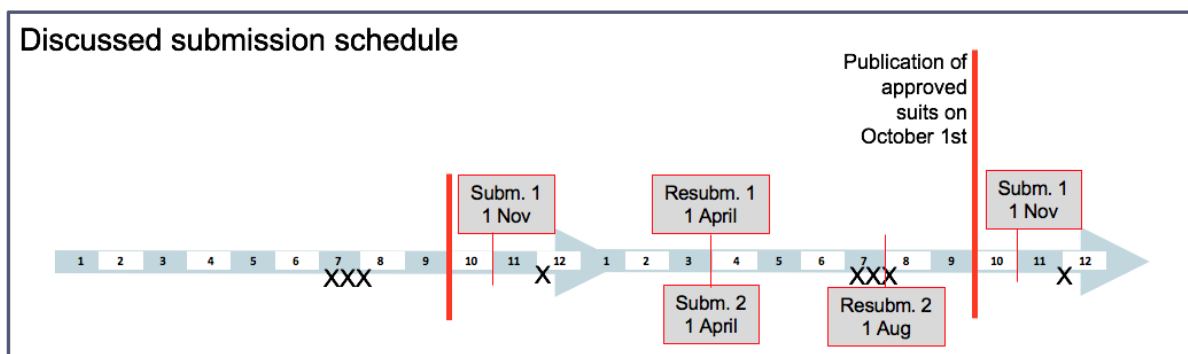 Discussed submission schedule
Publication of
approved
suits on
October 1st
Subm. 1
1 Nov
Resubm. 1
1 April
Subm. 1
1 Nov
1 2 3 4 5 6 7 8 9 10 11 12 1 2 3 4 5 6 7 8 9 10 11 12
XXX X XXX X
Subm. 2
1 April
Resubm. 2
1 Aug